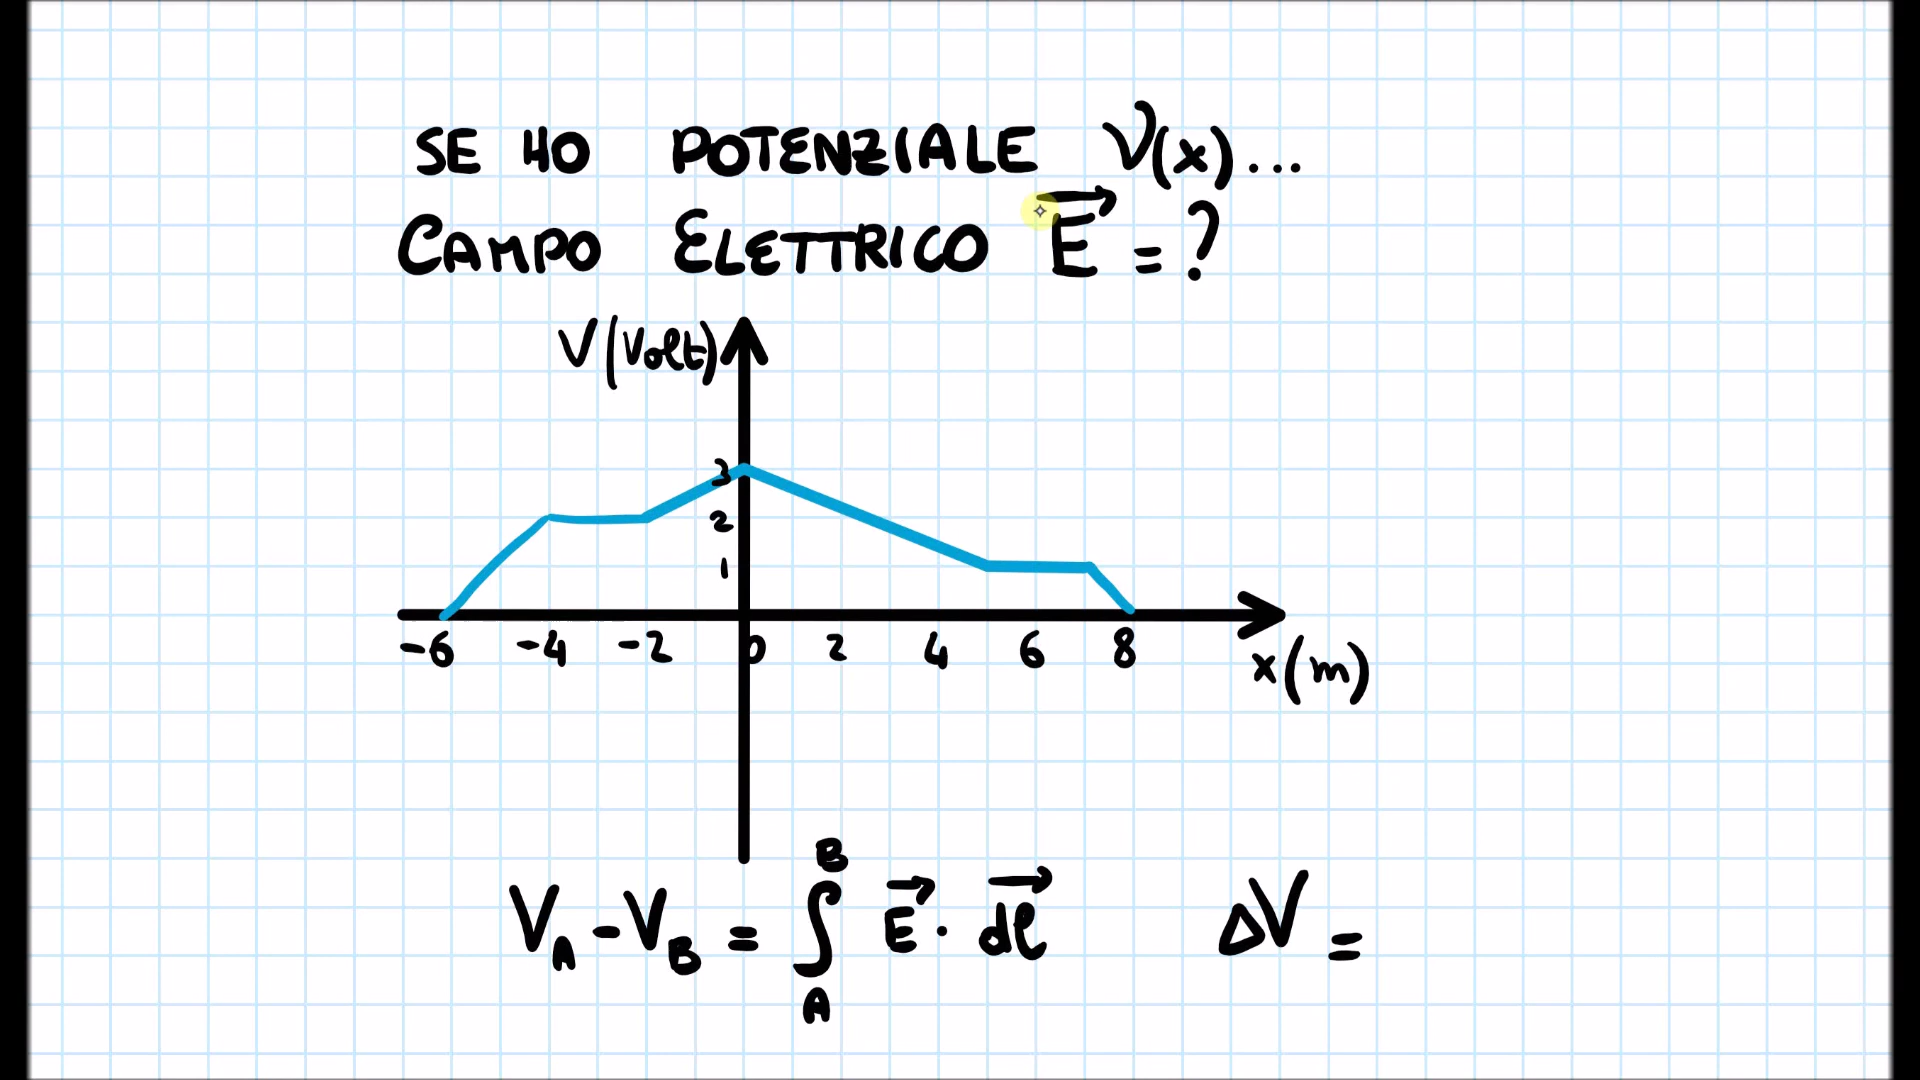 SE HO POTENZIALE V(x)...
CAMPO ELETTRICO E⃗ = ?
V(Volt)
3
2
1
-6 -4 -2 0 2 4 6 8
x(m)
V_A - V_B = ∫_A^B E⃗ · dℓ⃗ ΔV =